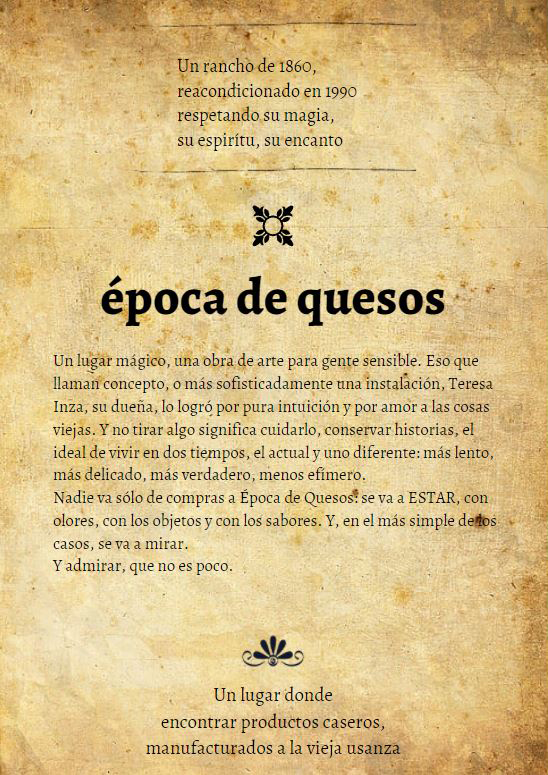 Un rancho de 1860,
reacondicionado en 1990
respetando su magia,
su espirítu, su encanto
época de quesos
Un lugar mágico, una obra de arte para gente sensible. Eso que
llaman concepto, o más sofisticadamente una instalación, Teresa
Inza, su dueña, lo logró por pura intuición y por amor a las cosas
viejas. Y no tirar algo significa cuidarlo, conservar historias, el
ideal de vivir en dos tiempos, el actual y uno diferente: más lento,
más delicado, más verdadero, menos efímero.
Nadie va sólo de compras a Época de Quesos: se va a ESTAR, con
olores, con los objetos y con los sabores. Y, en el más simple de los
casos, se va a mirar.
Y admirar, que no es poco.
Un lugar donde
encontrar productos caseros,
manufacturados a la vieja usanza